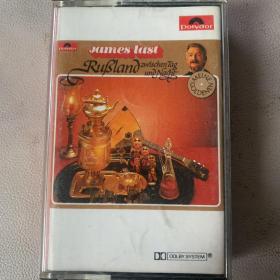 Polydor
James Last
Rußland zwischen Tag
und Nacht
DOLBY SYSTEM®